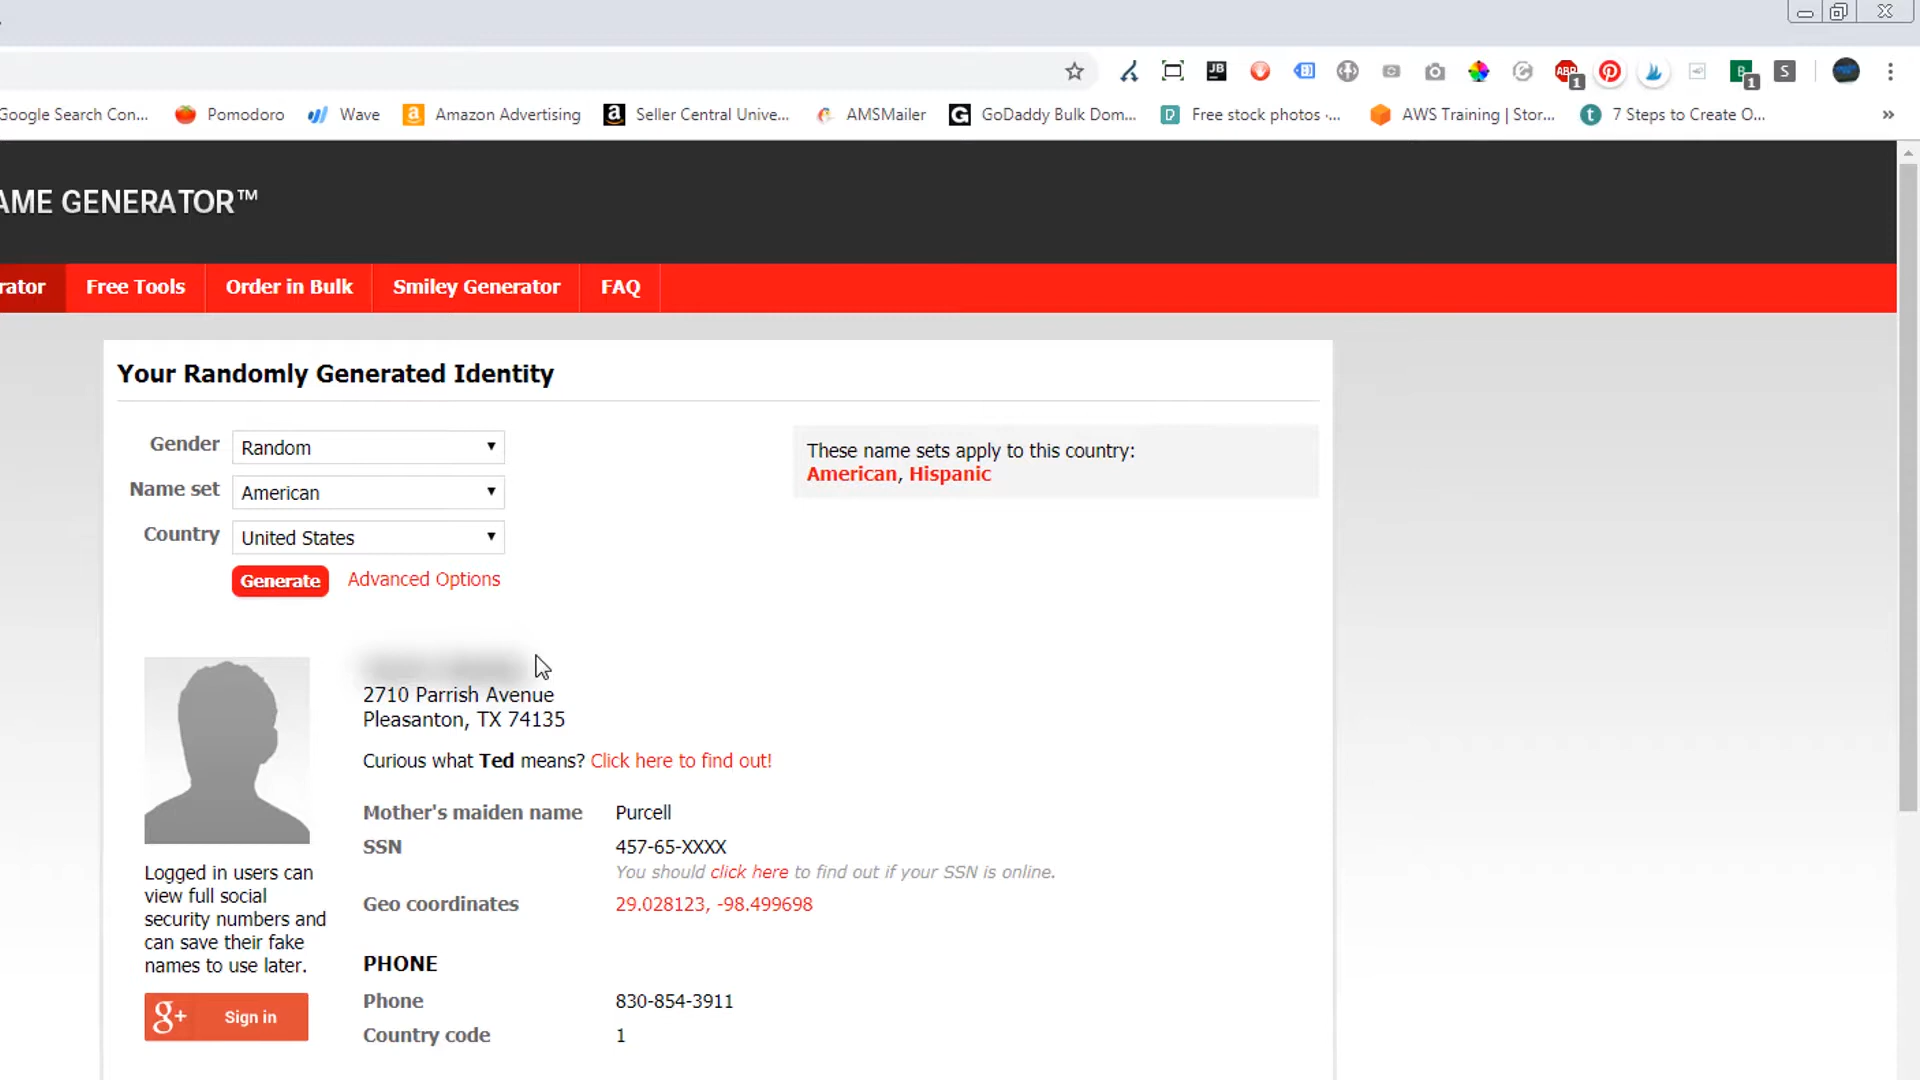 Google Search Con...
Pomodoro
Wave
Amazon Advertising
Seller Central Unive...
AMSMailer
GoDaddy Bulk Dom...
Free stock photos ·...
AWS Training | Stor...
7 Steps to Create O...
»
AME GENERATOR™
rator
Free Tools
Order in Bulk
Smiley Generator
FAQ
Your Randomly Generated Identity
Gender
Random
Name set
American
Country
United States
Generate
Advanced Options
These name sets apply to this country:
American, Hispanic
2710 Parrish Avenue
Pleasanton, TX 74135
Curious what Ted means? Click here to find out!
Mother's maiden name
Purcell
SSN
457-65-XXXX
You should click here to find out if your SSN is online.
Geo coordinates
29.028123, -98.499698
Logged in users can
view full social
security numbers and
can save their fake
names to use later.
g+ Sign in
PHONE
Phone
830-854-3911
Country code
1